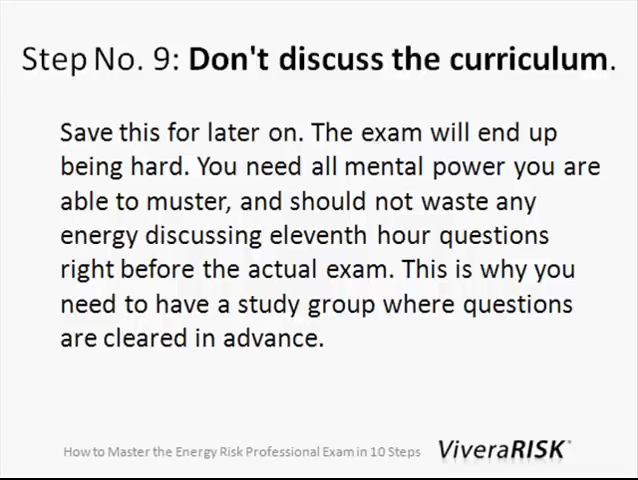 Step No. 9: Don't discuss the curriculum.
Save this for later on. The exam will end up
being hard. You need all mental power you are
able to muster, and should not waste any
energy discussing eleventh hour questions
right before the actual exam. This is why you
need to have a study group where questions
are cleared in advance.
How to Master the Energy Risk Professional Exam in 10 Steps
ViveraRISK